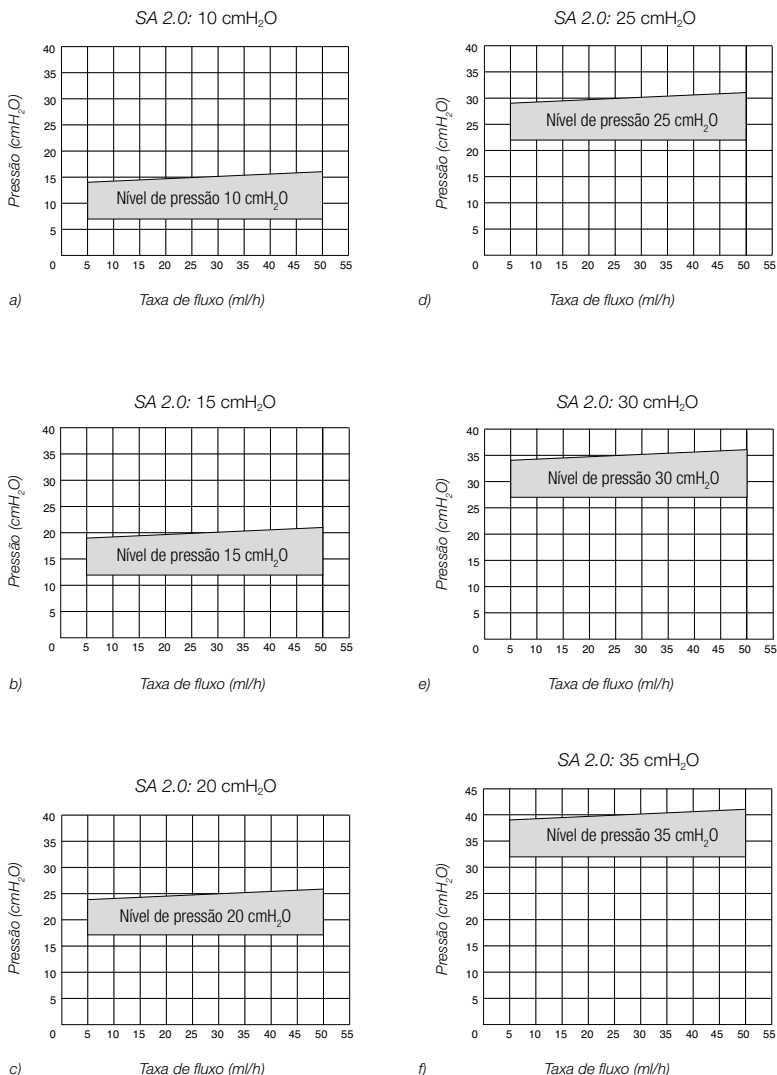 SA 2.0: 10 cmH₂O
Pressão (cmH₂O)
40
35
30
25
20
15
10
5
Nível de pressão 10 cmH₂O
0 5 10 15 20 25 30 35 40 45 50 55
a) Taxa de fluxo (ml/h)
SA 2.0: 15 cmH₂O
Pressão (cmH₂O)
40
35
30
25
20
15
10
5
Nível de pressão 15 cmH₂O
0 5 10 15 20 25 30 35 40 45 50 55
b) Taxa de fluxo (ml/h)
SA 2.0: 20 cmH₂O
Pressão (cmH₂O)
40
35
30
25
20
15
10
5
Nível de pressão 20 cmH₂O
0 5 10 15 20 25 30 35 40 45 50 55
c) Taxa de fluxo (ml/h)
SA 2.0: 25 cmH₂O
Pressão (cmH₂O)
40
35
30
25
20
15
10
5
Nível de pressão 25 cmH₂O
0 5 10 15 20 25 30 35 40 45 50 55
d) Taxa de fluxo (ml/h)
SA 2.0: 30 cmH₂O
Pressão (cmH₂O)
40
35
30
25
20
15
10
5
Nível de pressão 30 cmH₂O
0 5 10 15 20 25 30 35 40 45 50 55
e) Taxa de fluxo (ml/h)
SA 2.0: 35 cmH₂O
Pressão (cmH₂O)
45
40
35
30
25
20
15
10
5
Nível de pressão 35 cmH₂O
0 5 10 15 20 25 30 35 40 45 50 55
f) Taxa de fluxo (ml/h)